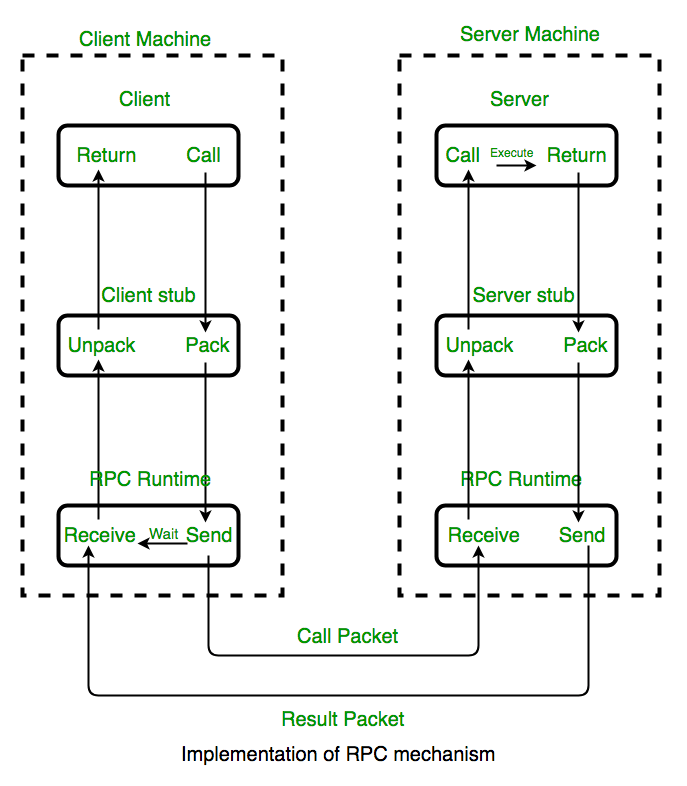 Client Machine
Server Machine
Client
Server
Return Call
Call Execute Return
Client stub
Server stub
Unpack Pack
Unpack Pack
RPC Runtime
RPC Runtime
Receive Wait Send
Receive Send
Call Packet
Result Packet
Implementation of RPC mechanism